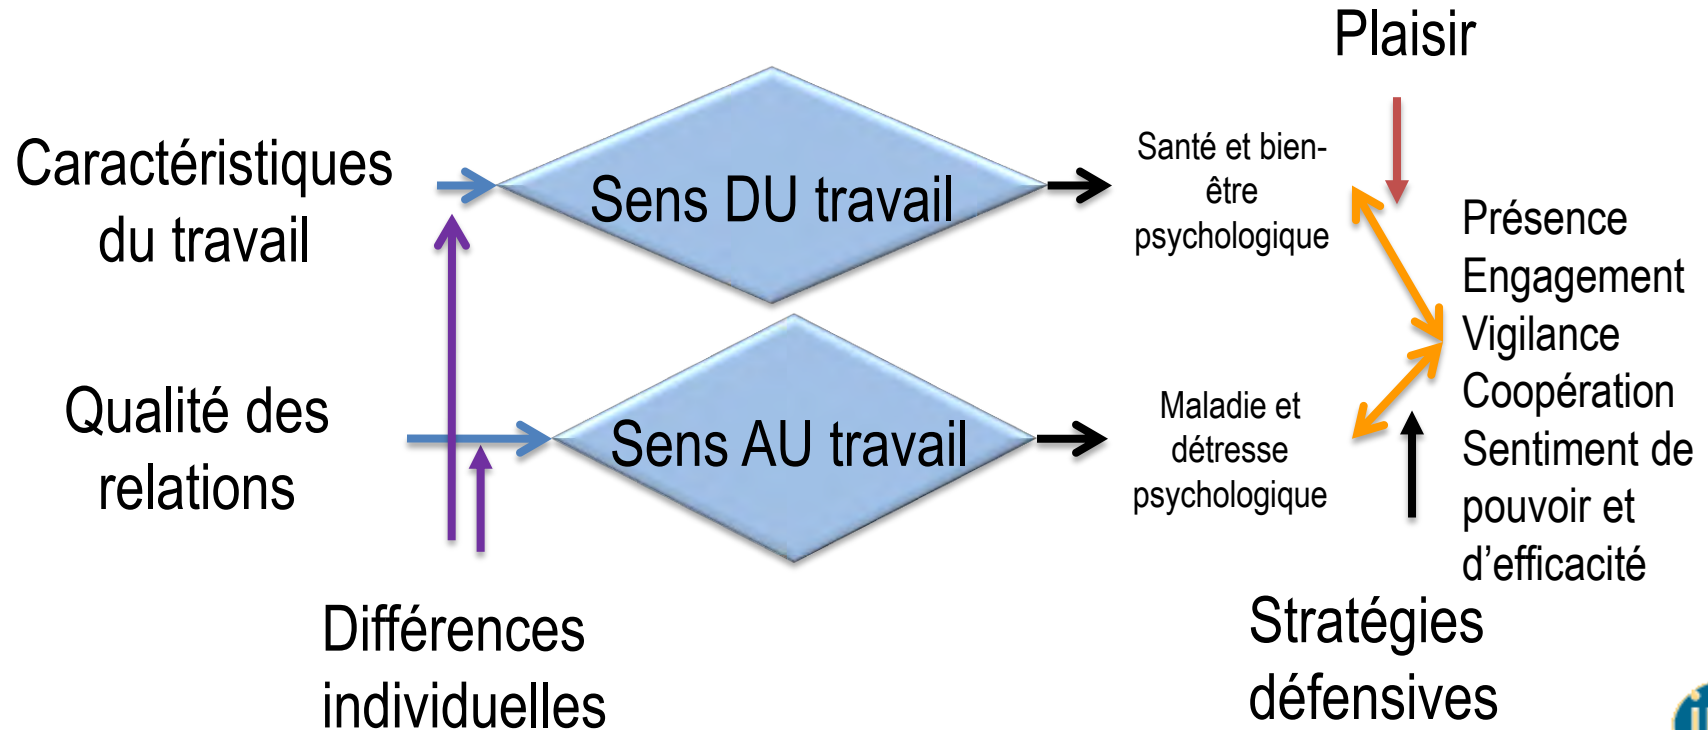 Plaisir
Caractéristiques
du travail
Sens DU travail
Santé et bien-
être
psychologique
Présence
Engagement
Vigilance
Coopération
Sentiment de
pouvoir et
d’efficacité
Qualité des
relations
Sens AU travail
Maladie et
détresse
psychologique
Différences
individuelles
Stratégies
défensives